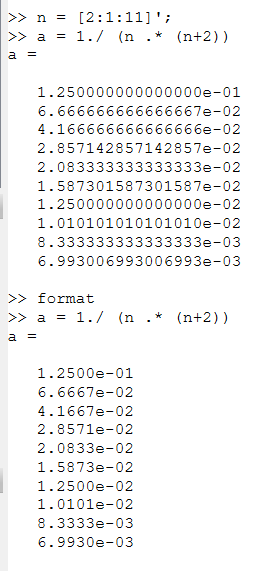 >> n = [2:1:11]';
>> a = 1./ (n .* (n+2))
a =
1.250000000000000e-01
6.666666666666667e-02
4.166666666666666e-02
2.857142857142857e-02
2.083333333333333e-02
1.587301587301587e-02
1.250000000000000e-02
1.010101010101010e-02
8.333333333333333e-03
6.993006993006993e-03
>> format
>> a = 1./ (n .* (n+2))
a =
1.2500e-01
6.6667e-02
4.1667e-02
2.8571e-02
2.0833e-02
1.5873e-02
1.2500e-02
1.0101e-02
8.3333e-03
6.9930e-03